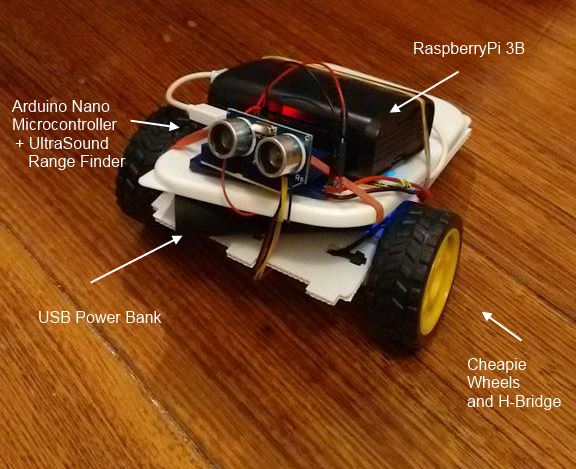 RaspberryPi 3B
Arduino Nano
Microcontroller
+ UltraSound
Range Finder
USB Power Bank
Cheapie
Wheels
and H-Bridge